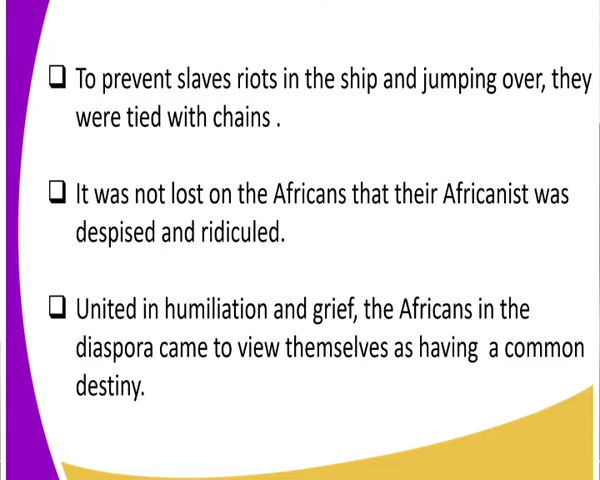 ❑ To prevent slaves riots in the ship and jumping over, they
were tied with chains .
❑ It was not lost on the Africans that their Africanist was
despised and ridiculed.
❑ United in humiliation and grief, the Africans in the
diaspora came to view themselves as having  a common
destiny.